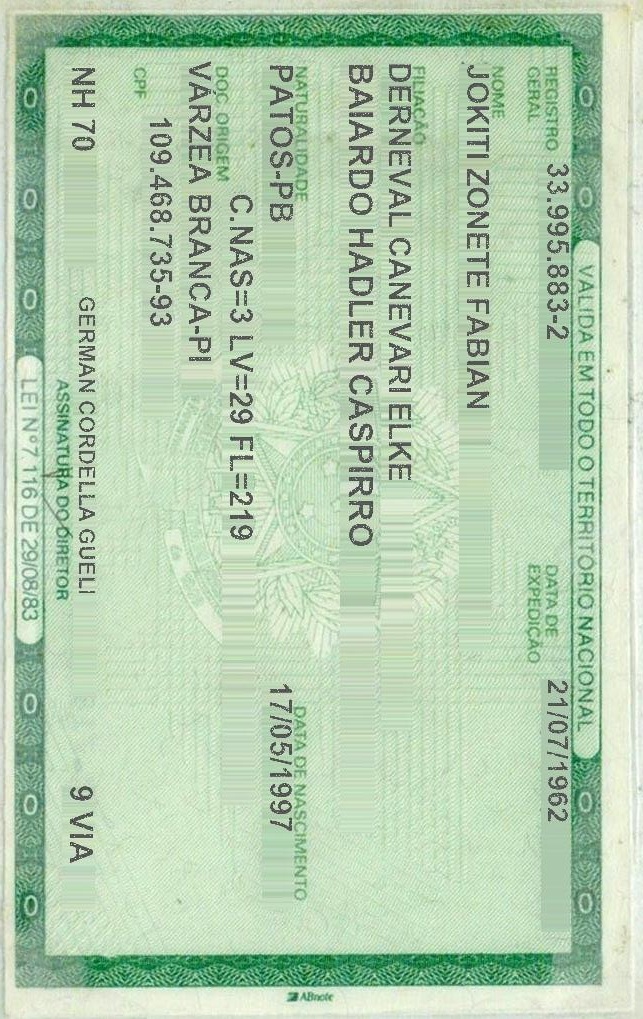 VÁLIDA EM TODO O TERRITÓRIO NACIONAL
REGISTRO GERAL 33.995.883-2 DATA DE EXPEDIÇÃO 21/07/1962
NOME
JOKITI ZONETE FABIAN
FILIAÇÃO
DERNEVAL CANEVARI ELKE
BAIARDO HADLER CASPIRRO
NATURALIDADE DATA DE NASCIMENTO
PATOS-PB 17/05/1997
DOC. ORIGEM C.NAS=3 LV=29 FL=219
VÁRZEA BRANCA-PI
CPF 109.468.735-93
NH 70 GERMAN CORDELLA GUELI 9 VIA
ASSINATURA DO DIRETOR
LEI Nº 7.116 DE 29/08/83
ABnote